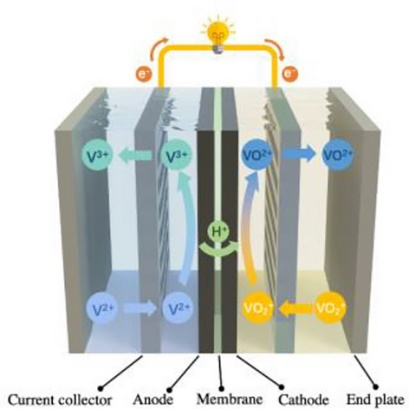 e⁻ e⁻
V³⁺ V³⁺ VO²⁺ VO²⁺
H⁺
V²⁺ V²⁺ VO₂⁺ VO₂⁺
Current collector Anode Membrane Cathode End plate